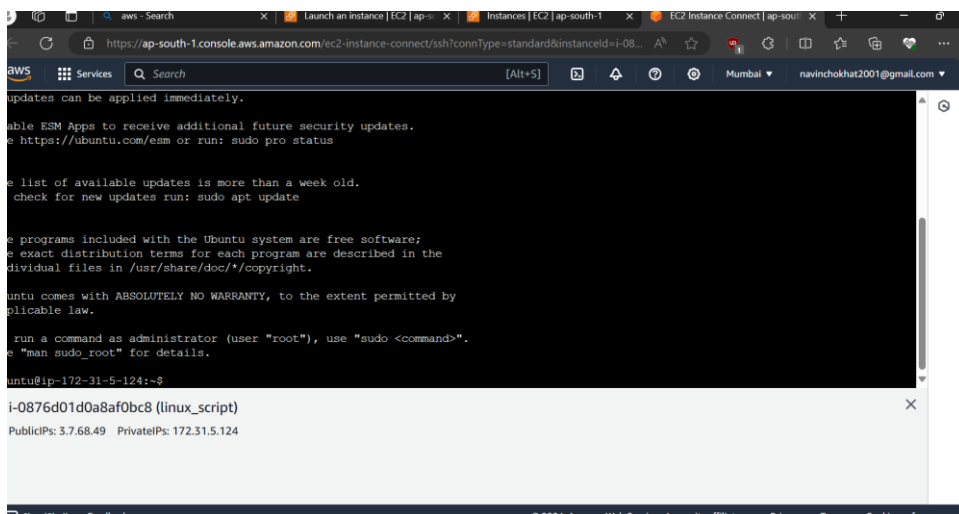 aws - Search
Launch an instance | EC2 | ap-sc
Instances | EC2 | ap-south-1
EC2 Instance Connect | ap-sout
https://ap-south-1.console.aws.amazon.com/ec2-instance-connect/ssh?connType=standard&instanceId=i-08...
aws Services Search [Alt+S] Mumbai navinchokhat2001@gmail.com
updates can be applied immediately.
able ESM Apps to receive additional future security updates.
e https://ubuntu.com/esm or run: sudo pro status
e list of available updates is more than a week old.
check for new updates run: sudo apt update
e programs included with the Ubuntu system are free software;
e exact distribution terms for each program are described in the
dividual files in /usr/share/doc/*/copyright.
untu comes with ABSOLUTELY NO WARRANTY, to the extent permitted by
plicable law.
run a command as administrator (user "root"), use "sudo <command>".
e "man sudo_root" for details.
untu@ip-172-31-5-124:~$
i-0876d01d0a8af0bc8 (linux_script)
PublicIPs: 3.7.68.49 PrivateIPs: 172.31.5.124